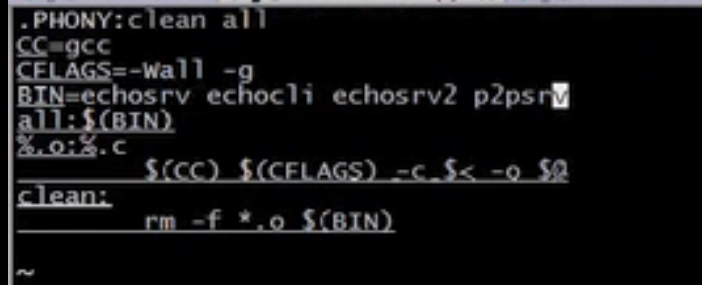 .PHONY:clean all
CC=gcc
CFLAGS=-Wall -g
BIN=echosrv echocli echosrv2 p2psrv
all:$(BIN)
%.o:%.c
        $(CC) $(CFLAGS) -c $< -o $@
clean:
        rm -f *.o $(BIN)
~